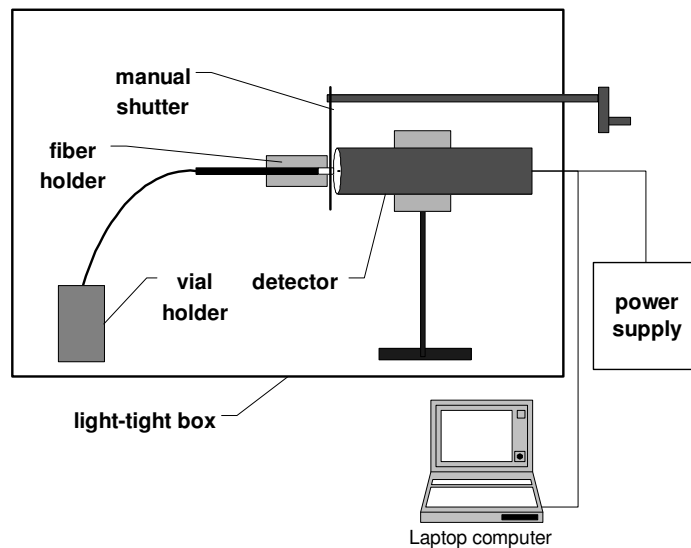 manual
shutter
fiber
holder
vial
holder
detector
power
supply
light-tight box
Laptop computer